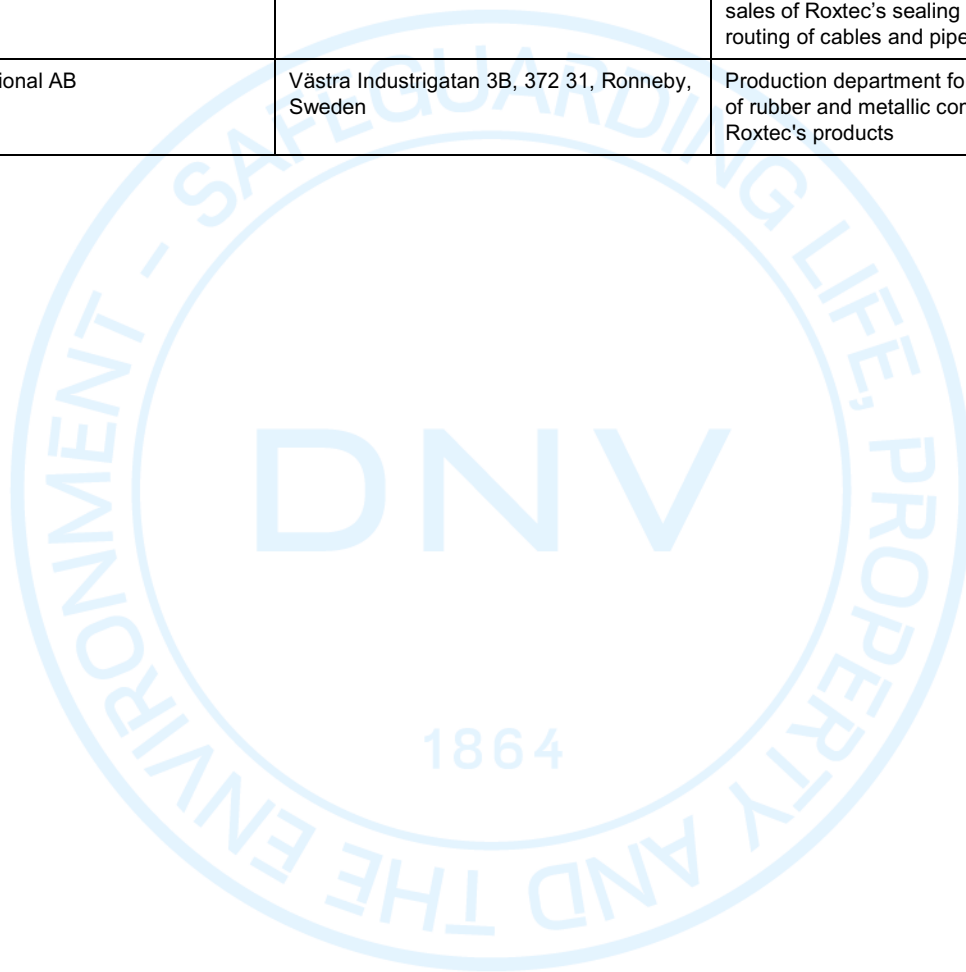 sales of Roxtec’s sealing
routing of cables and pipe
ional AB
Västra Industrigatan 3B, 372 31, Ronneby,
Sweden
Production department fo
of rubber and metallic con
Roxtec's products
SAFEGUARDING LIFE, PROPERTY AND THE ENVIRONMENT -
DNV
1864